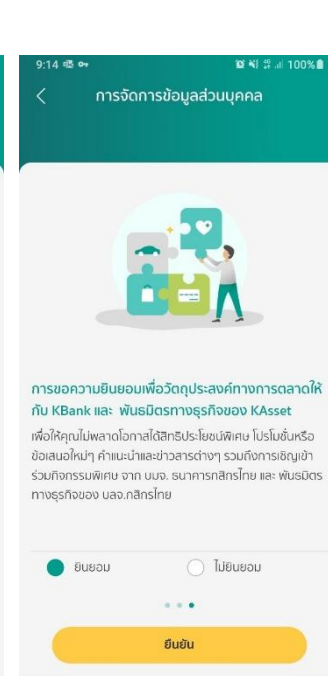 9:14
100%
การจัดการข้อมูลส่วนบุคคล
การขอความยินยอมเพื่อวัตถุประสงค์ทางการตลาดให้
กับ KBank และ พันธมิตรทางธุรกิจของ KAsset
เพื่อให้คุณไม่พลาดโอกาสได้สิทธิประโยชน์พิเศษ โปรโมชั่นหรือ
ข้อเสนอใหม่ๆ คำแนะนำและข่าวสารต่างๆ รวมถึงการเชิญเข้า
ร่วมกิจกรรมพิเศษ จาก บมจ. ธนาคารกสิกรไทย และ พันธมิตร
ทางธุรกิจของ บลจ.กสิกรไทย
ยินยอม
ไม่ยินยอม
ยืนยัน